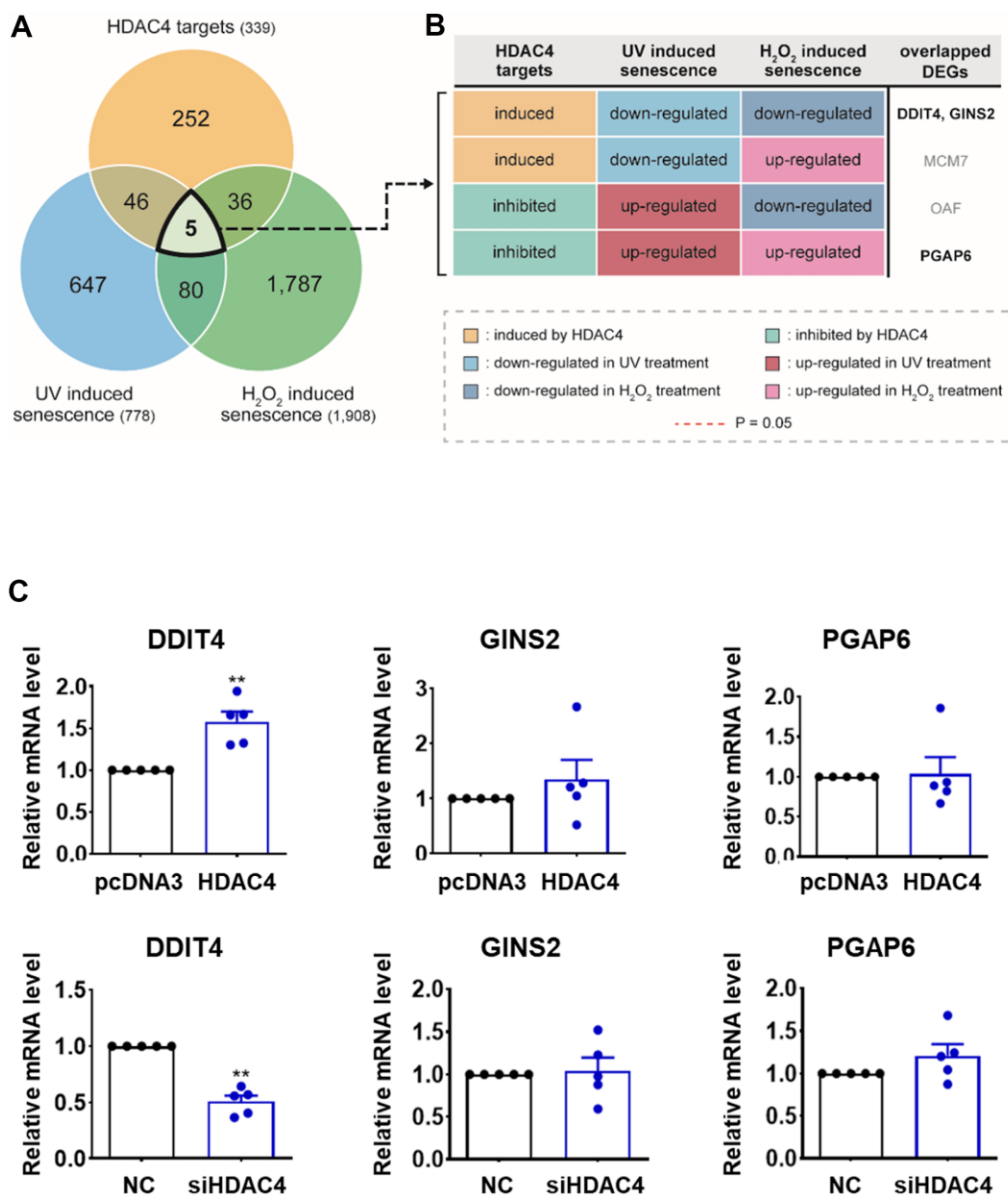 A
HDAC4 targets (339)
252
46
36
5
647
80
1,787
UV induced
senescence (778)
H₂O₂ induced
senescence (1,908)
B
HDAC4
targets
UV induced
senescence
H₂O₂ induced
senescence
overlapped
DEGs
induced
down-regulated
down-regulated
DDIT4, GINS2
induced
down-regulated
up-regulated
MCM7
inhibited
up-regulated
down-regulated
OAF
inhibited
up-regulated
up-regulated
PGAP6
: induced by HDAC4
: inhibited by HDAC4
: down-regulated in UV treatment
: up-regulated in UV treatment
: down-regulated in H₂O₂ treatment
: up-regulated in H₂O₂ treatment
P = 0.05
C
DDIT4
Relative mRNA level
2.0
1.5
1.0
0.5
0.0
**
pcDNA3 HDAC4
GINS2
Relative mRNA level
3
2
1
0
pcDNA3 HDAC4
PGAP6
Relative mRNA level
2.0
1.5
1.0
0.5
0.0
pcDNA3 HDAC4
DDIT4
Relative mRNA level
1.5
1.0
0.5
0.0
**
NC siHDAC4
GINS2
Relative mRNA level
2.0
1.5
1.0
0.5
0.0
NC siHDAC4
PGAP6
Relative mRNA level
2.0
1.5
1.0
0.5
0.0
NC siHDAC4